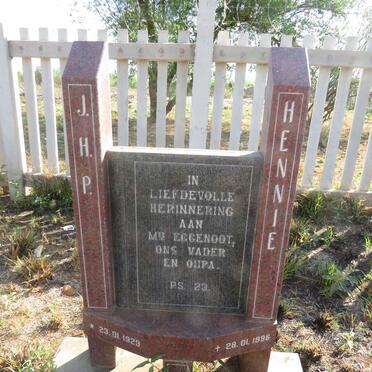 J.H.P.
HENNIE
IN
LIEFDEVOLLE
HERINNERING
AAN
MY EGGENOOT,
ONS VADER
EN OUPA.
PS. 23.
* 23.01.1929
+ 28.01.1996